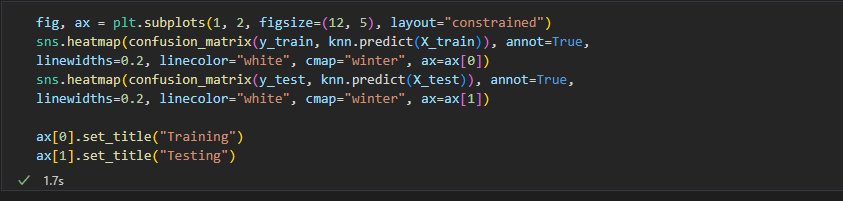 fig, ax = plt.subplots(1, 2, figsize=(12, 5), layout="constrained")
sns.heatmap(confusion_matrix(y_train, knn.predict(X_train)), annot=True,
linewidths=0.2, linecolor="white", cmap="winter", ax=ax[0])
sns.heatmap(confusion_matrix(y_test, knn.predict(X_test)), annot=True,
linewidths=0.2, linecolor="white", cmap="winter", ax=ax[1])
ax[0].set_title("Training")
ax[1].set_title("Testing")
1.7s